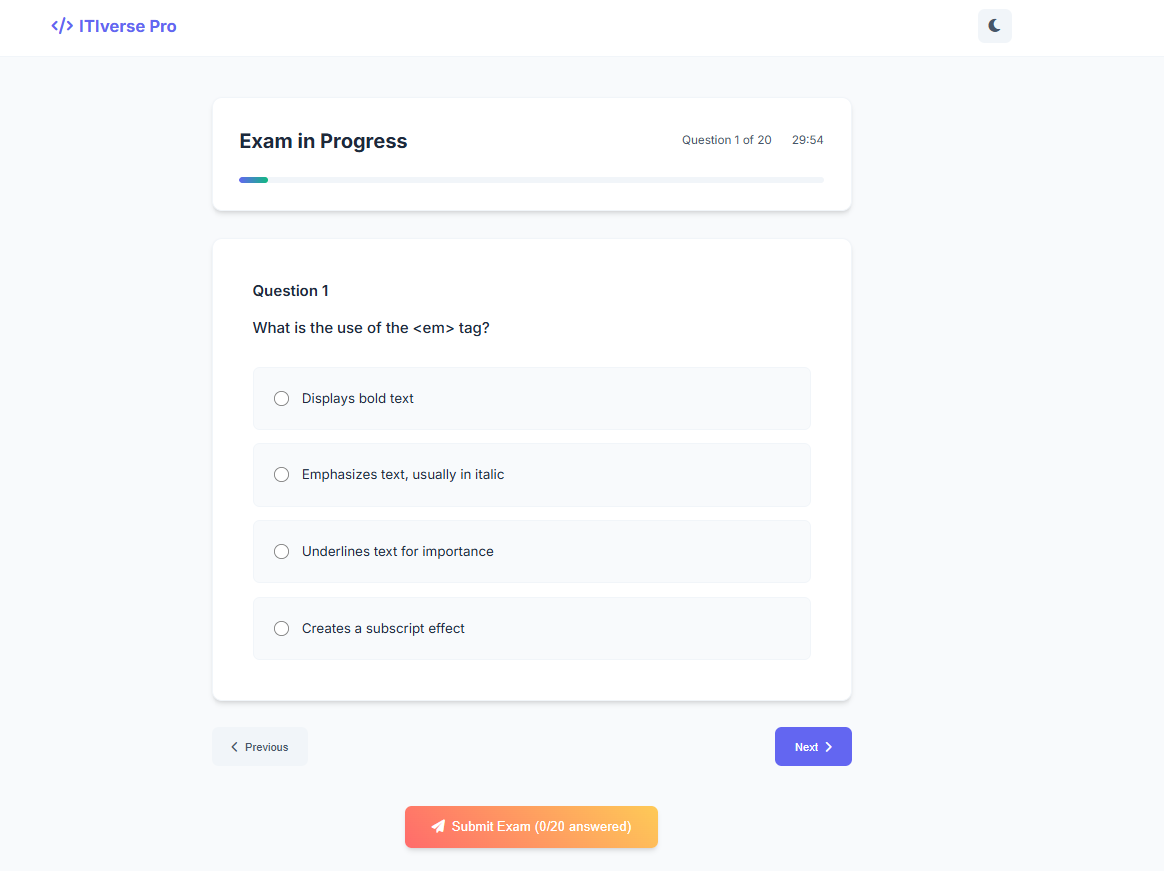 </> ITIverse Pro
Exam in Progress
Question 1 of 20
29:54
Question 1
What is the use of the <em> tag?
Displays bold text
Emphasizes text, usually in italic
Underlines text for importance
Creates a subscript effect
Previous
Next
Submit Exam (0/20 answered)